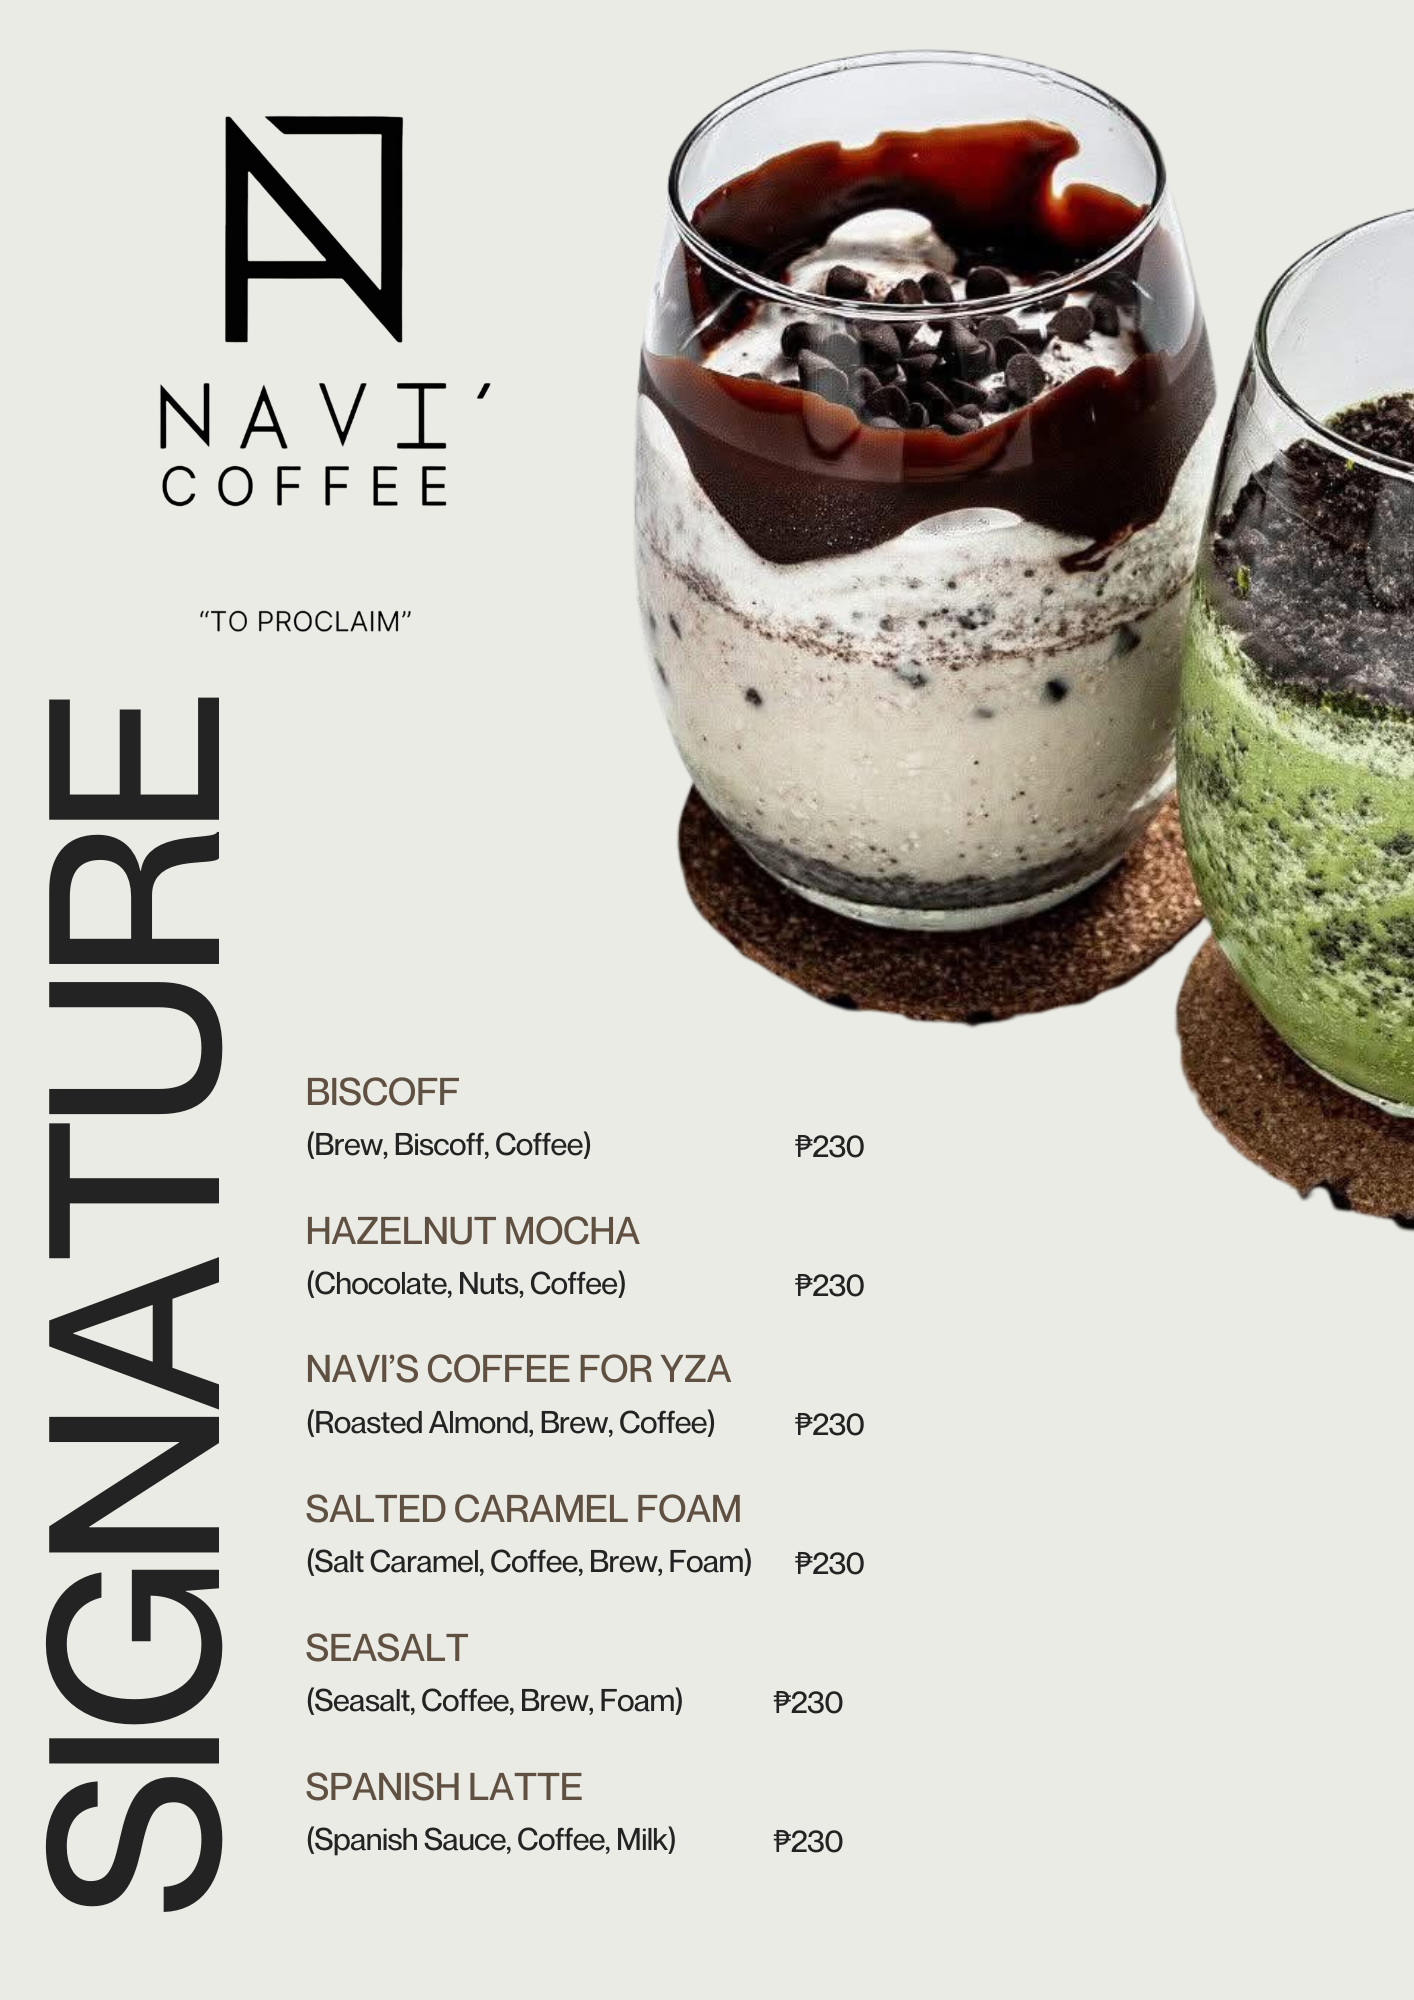 NAVI’
COFFEE
“TO PROCLAIM”
SIGNATURE
BISCOFF
(Brew, Biscoff, Coffee) ₱230
HAZELNUT MOCHA
(Chocolate, Nuts, Coffee) ₱230
NAVI’S COFFEE FOR YZA
(Roasted Almond, Brew, Coffee) ₱230
SALTED CARAMEL FOAM
(Salt Caramel, Coffee, Brew, Foam) ₱230
SEASALT
(Seasalt, Coffee, Brew, Foam) ₱230
SPANISH LATTE
(Spanish Sauce, Coffee, Milk) ₱230